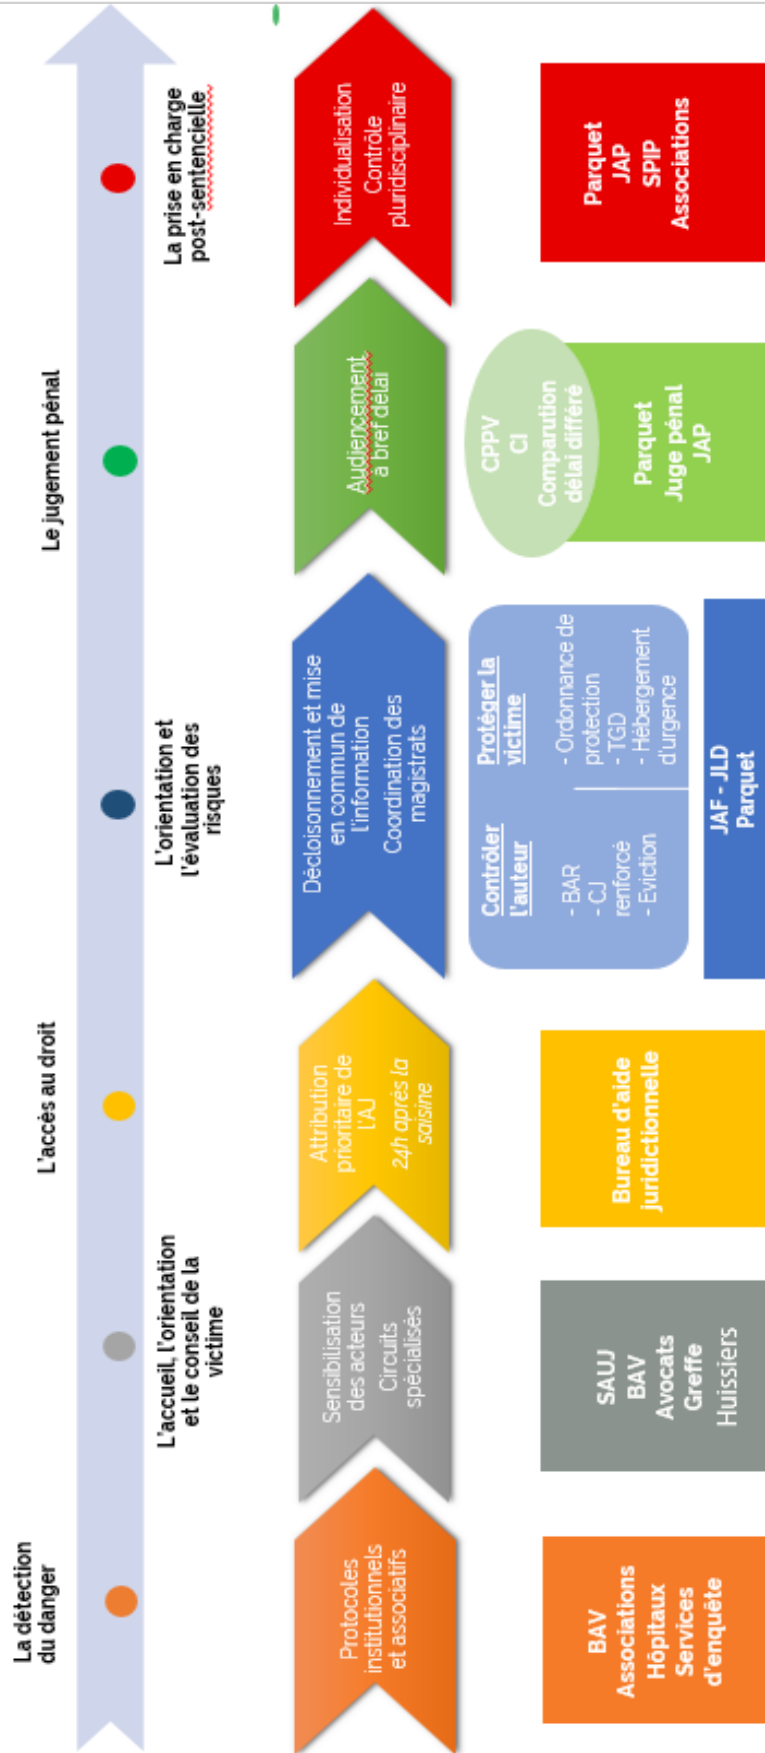 La détection
du danger
L'accueil, l'orientation
et le conseil de la
victime
L'accès au droit
L'orientation et
l'évaluation des
risques
Le jugement pénal
La prise en charge
post-sentencielle
Protocoles
institutionnels
et associatifs
Sensibilisation
des acteurs
Circuits
spécialisés
Attribution
prioritaire de
l'AJ
24h après la
saisine
Décloisonnement et mise
en commun de
l'information
Coordination des
magistrats
Audiencement
à bref délai
Individualisation
Contrôle
pluridisciplinaire
BAV
Associations
Hôpitaux
Services
d'enquête
SAUJ
BAV
Avocats
Greffe
Huissiers
Bureau d'aide
juridictionnelle
Contrôler
l'auteur
- BAR
- CJ
renforcé
- Eviction
Protéger la
victime
- Ordonnance de
protection
- TGD
- Hébergement
d'urgence
JAF - JLD
Parquet
CPPV
CI
Comparution
délai différé
Parquet
Juge pénal
JAP
Parquet
JAP
SPIP
Associations